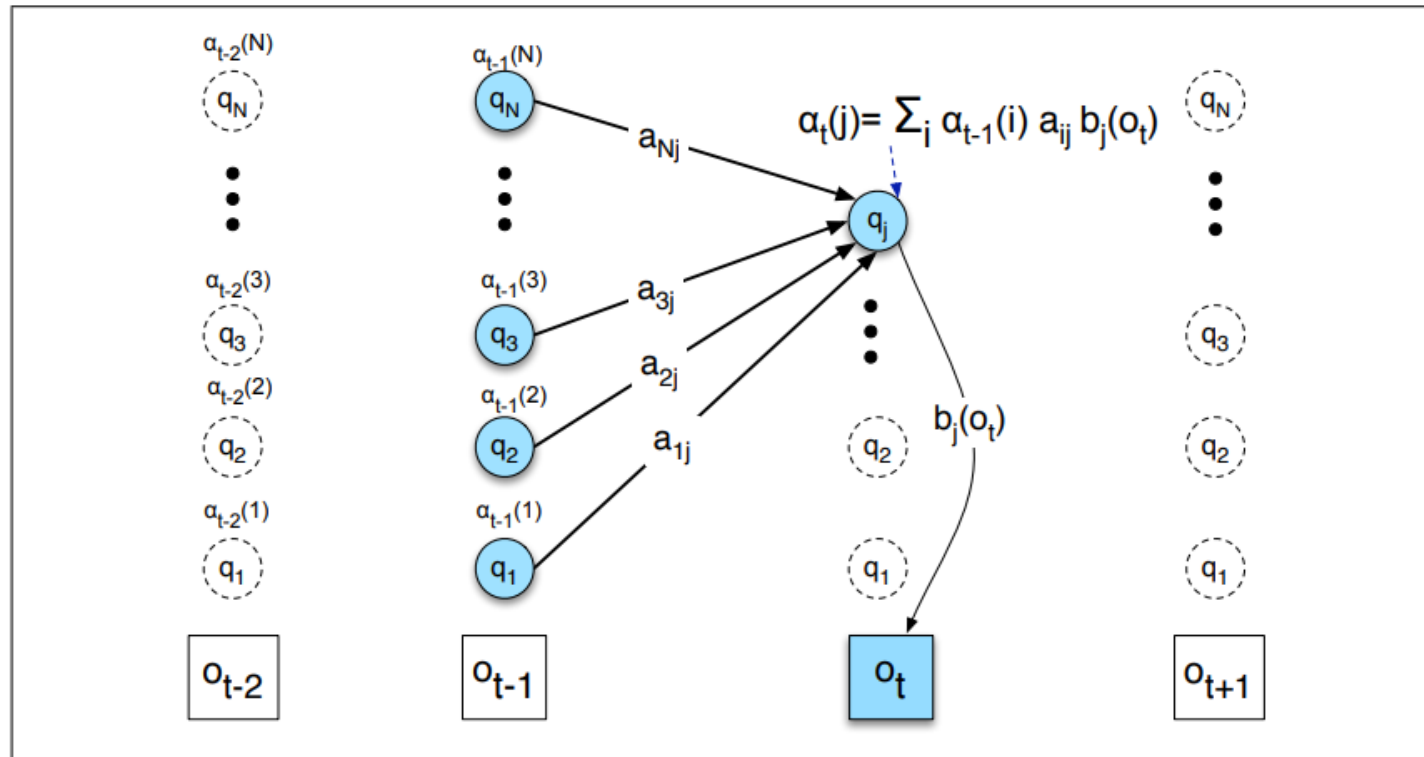 αt-2(N) αt-1(N)
qN qN αt(j)= Σi αt-1(i) aij bj(ot) qN
aNj
qj
αt-2(3) αt-1(3)
a3j
q3 q3 q3
a2j
αt-2(2) αt-1(2)
bj(ot)
q2 q2 a1j q2 q2
αt-2(1) αt-1(1)
q1 q1 q1 q1
ot-2 ot-1 ot ot+1